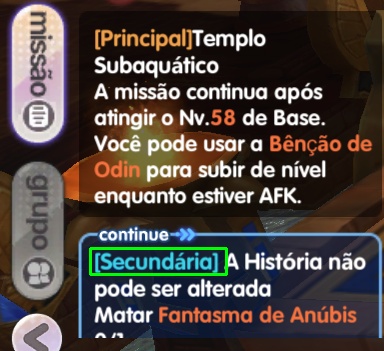 missão
[Principal]Templo
Subaquático
A missão continua após
atingir o Nv.58 de Base.
Você pode usar a Bênção de
Odin para subir de nível
enquanto estiver AFK.
grupo
continue
[Secundária] A História não
pode ser alterada
Matar Fantasma de Anúbis